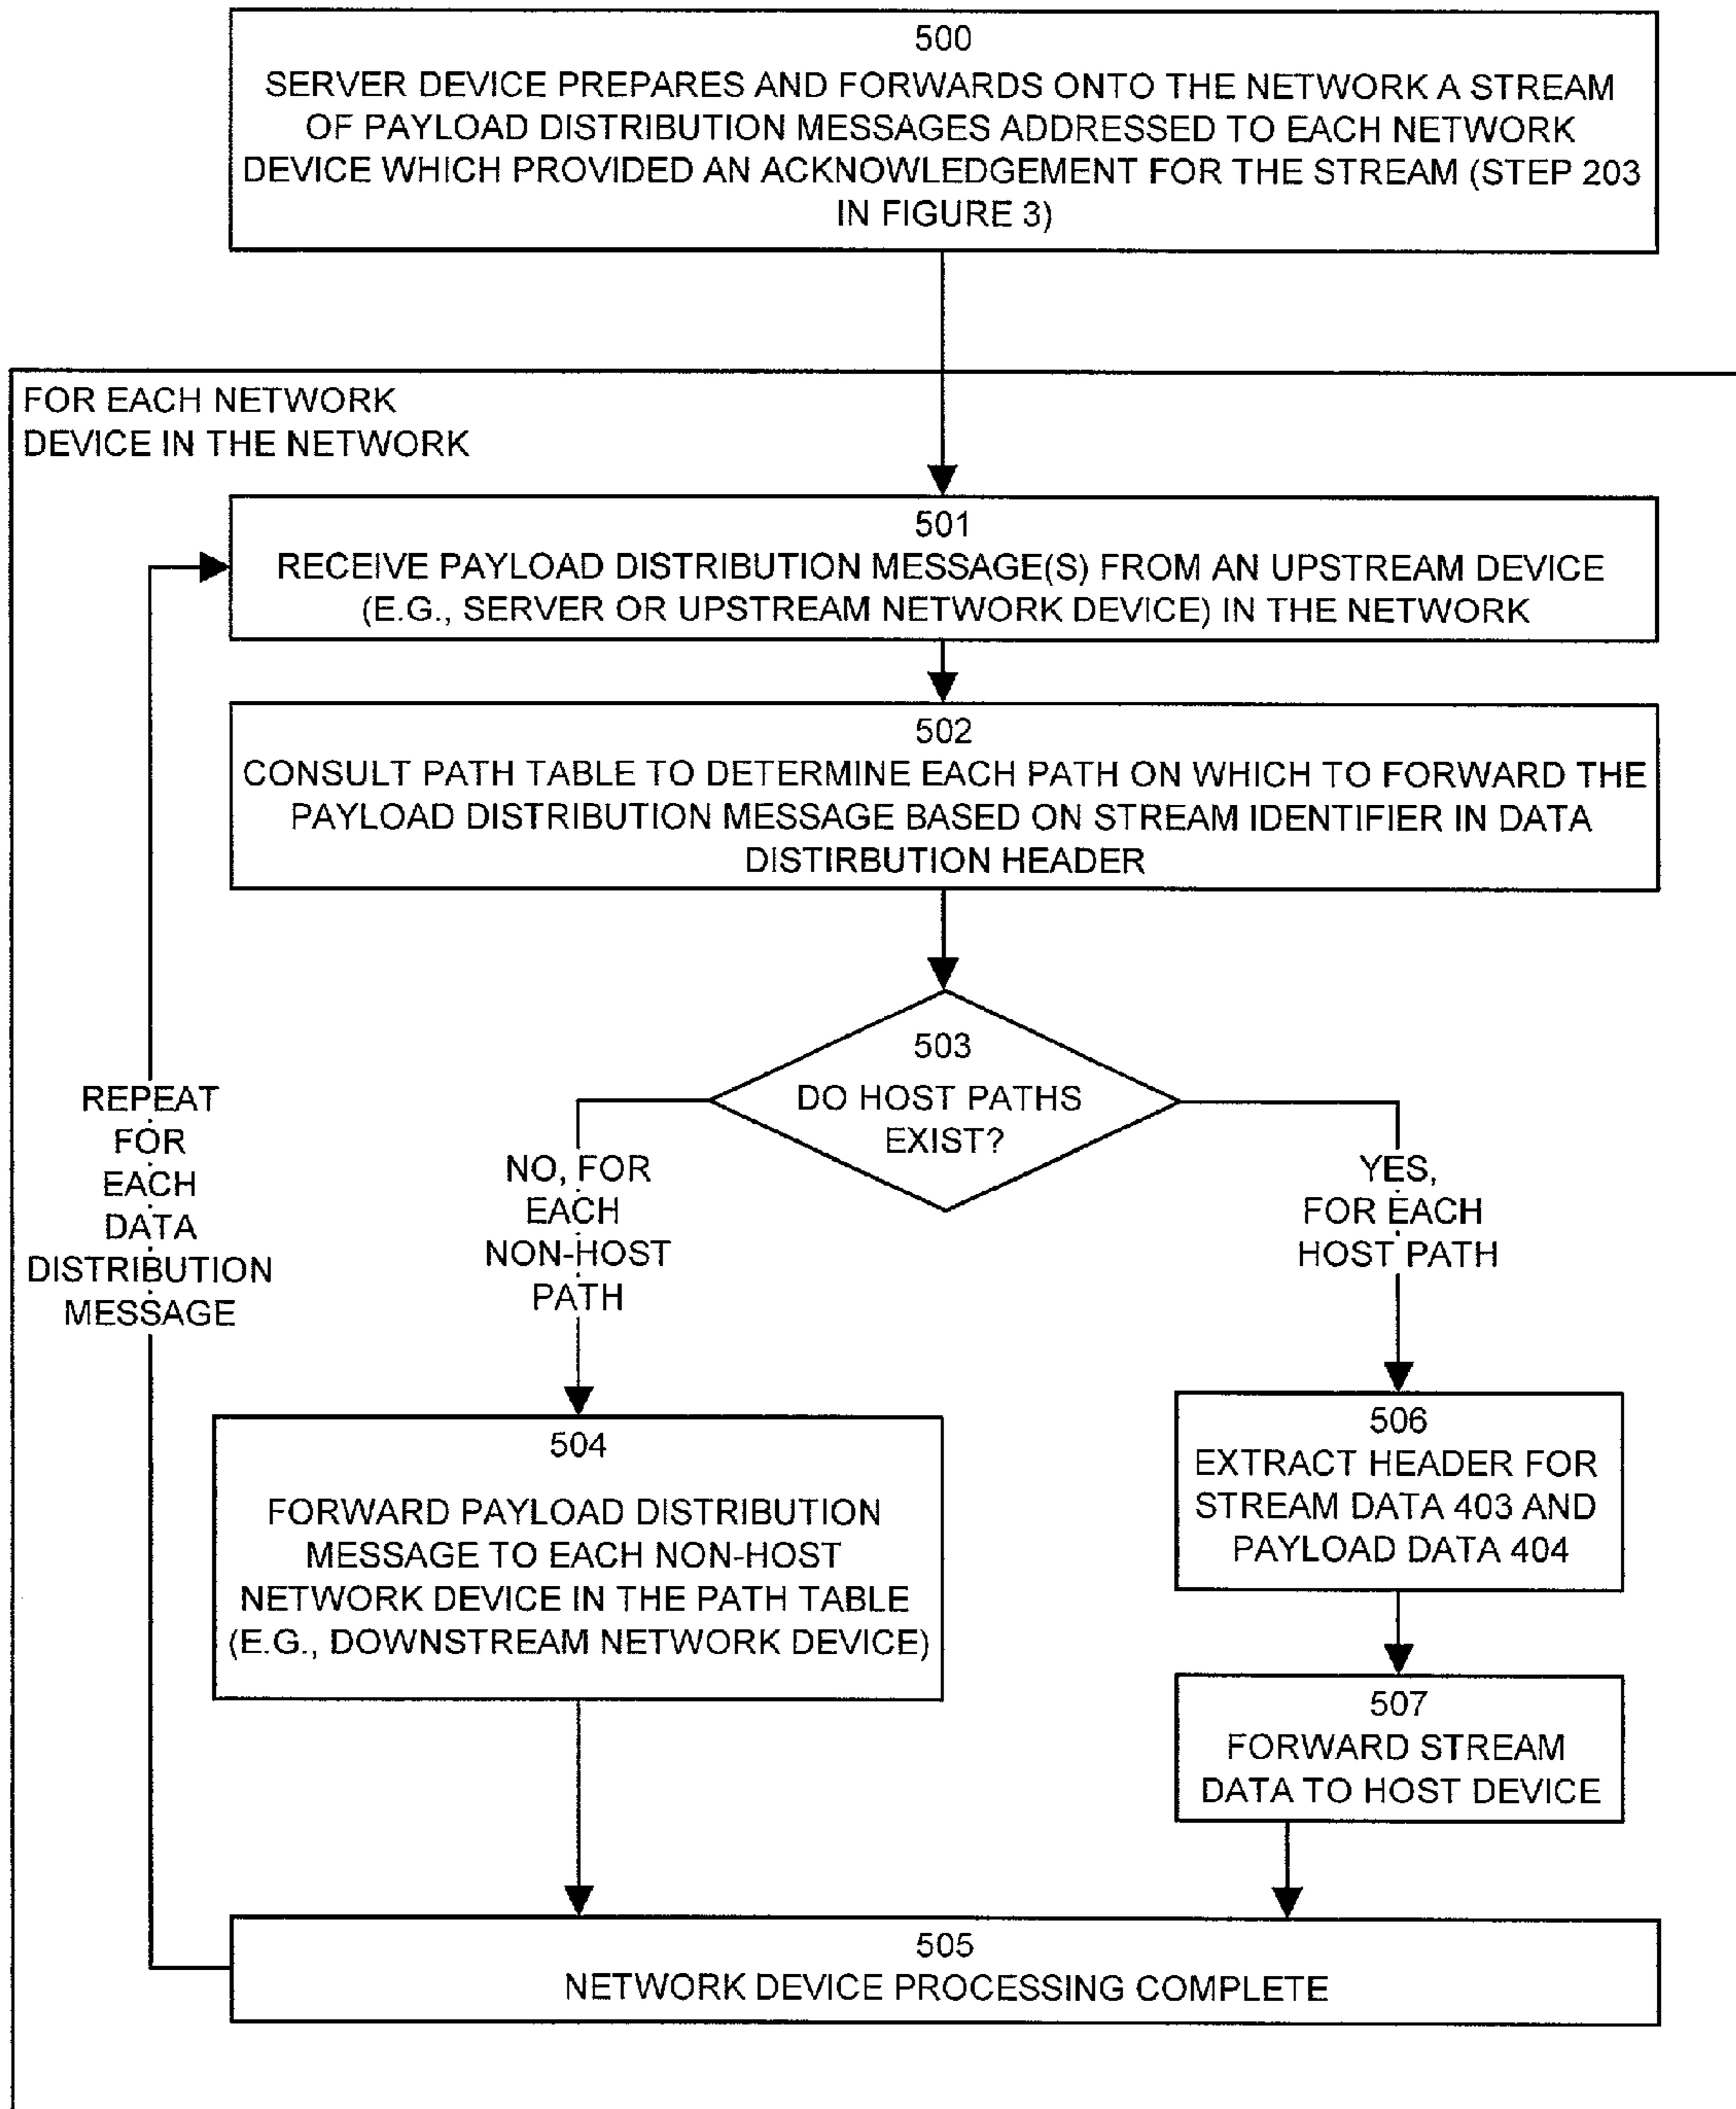 500
SERVER DEVICE PREPARES AND FORWARDS ONTO THE NETWORK A STREAM
OF PAYLOAD DISTRIBUTION MESSAGES ADDRESSED TO EACH NETWORK
DEVICE WHICH PROVIDED AN ACKNOWLEDGEMENT FOR THE STREAM (STEP 203
IN FIGURE 3)
FOR EACH NETWORK
DEVICE IN THE NETWORK
501
RECEIVE PAYLOAD DISTRIBUTION MESSAGE(S) FROM AN UPSTREAM DEVICE
(E.G., SERVER OR UPSTREAM NETWORK DEVICE) IN THE NETWORK
502
CONSULT PATH TABLE TO DETERMINE EACH PATH ON WHICH TO FORWARD THE
PAYLOAD DISTRIBUTION MESSAGE BASED ON STREAM IDENTIFIER IN DATA
DISTIRBUTION HEADER
503
DO HOST PATHS
EXIST?
REPEAT
FOR
EACH
DATA
DISTRIBUTION
MESSAGE
NO, FOR
EACH
NON-HOST
PATH
YES,
FOR EACH
HOST PATH
504
FORWARD PAYLOAD DISTRIBUTION
MESSAGE TO EACH NON-HOST
NETWORK DEVICE IN THE PATH TABLE
(E.G., DOWNSTREAM NETWORK DEVICE)
506
EXTRACT HEADER FOR
STREAM DATA 403 AND
PAYLOAD DATA 404
507
FORWARD STREAM
DATA TO HOST DEVICE
505
NETWORK DEVICE PROCESSING COMPLETE